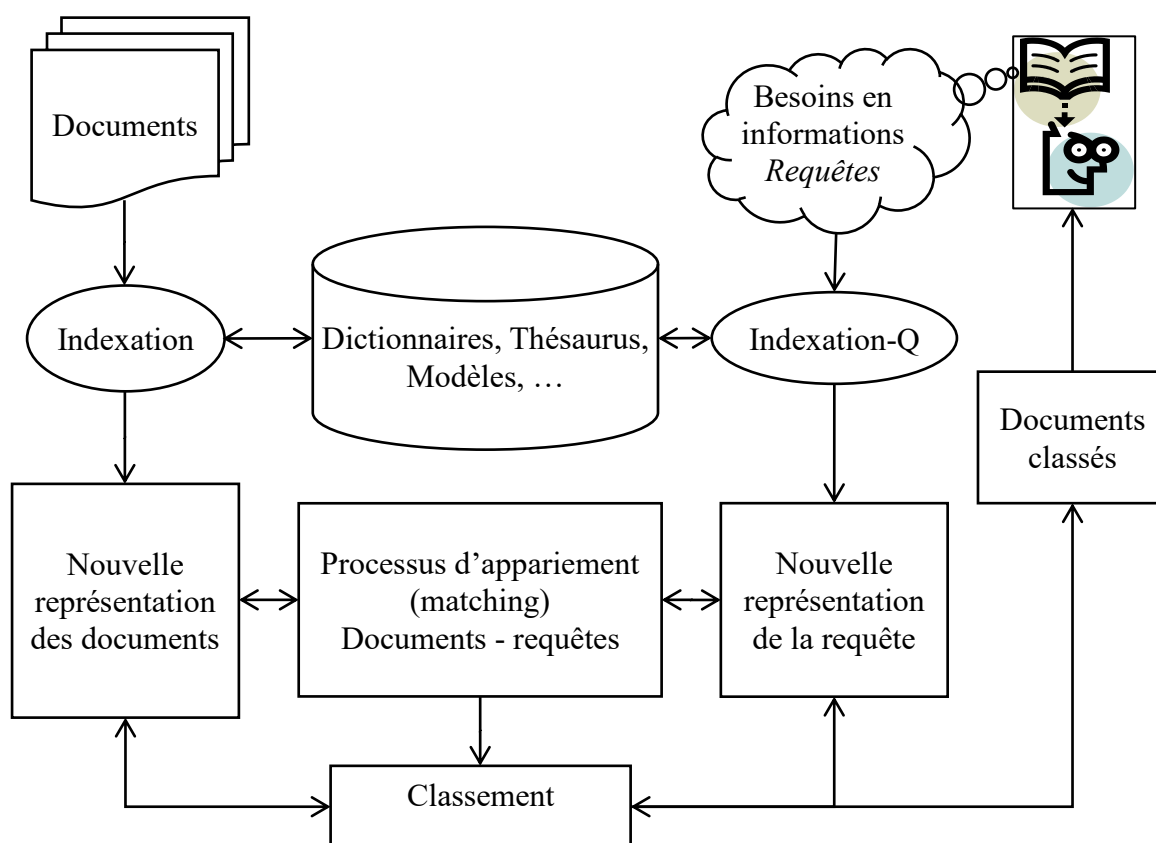 Documents
Besoins en
informations
Requêtes
Indexation
Dictionnaires, Thésaurus,
Modèles, …
Indexation-Q
Documents
classés
Nouvelle
représentation
des documents
Processus d’appariement
(matching)
Documents - requêtes
Nouvelle
représentation
de la requête
Classement